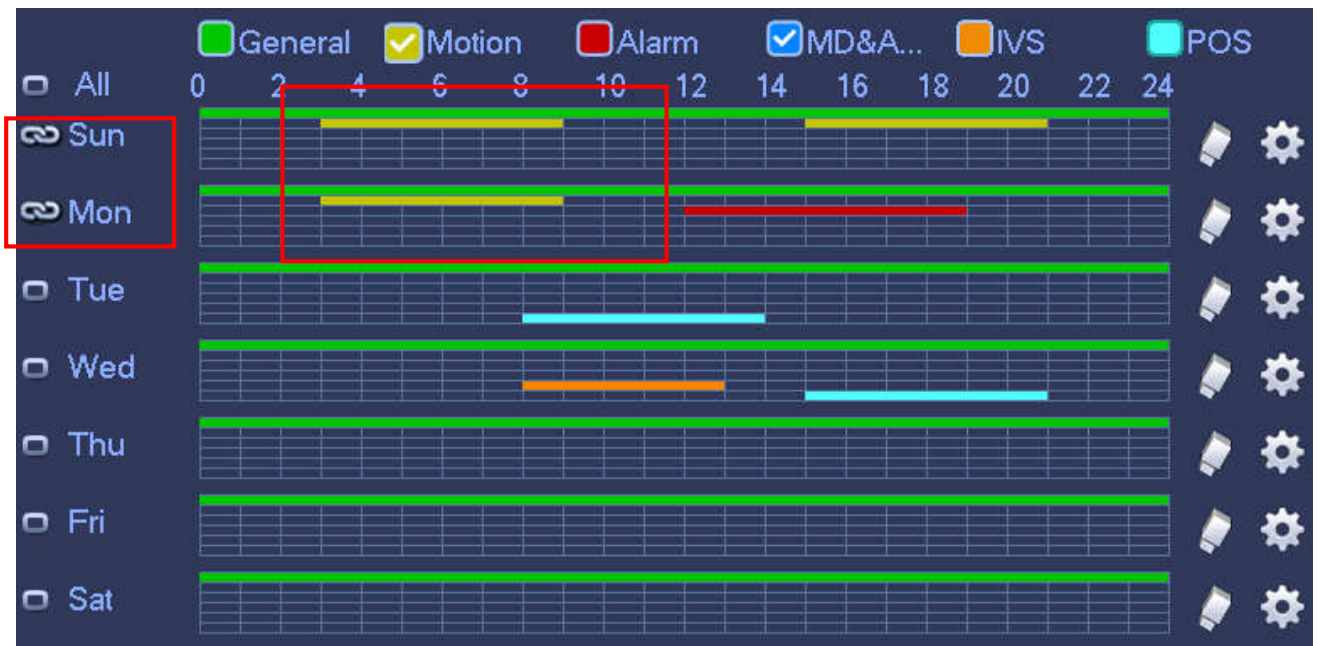 General Motion Alarm MD&A... IVS POS
All 0 2 4 6 8 10 12 14 16 18 20 22 24
Sun
Mon
Tue
Wed
Thu
Fri
Sat